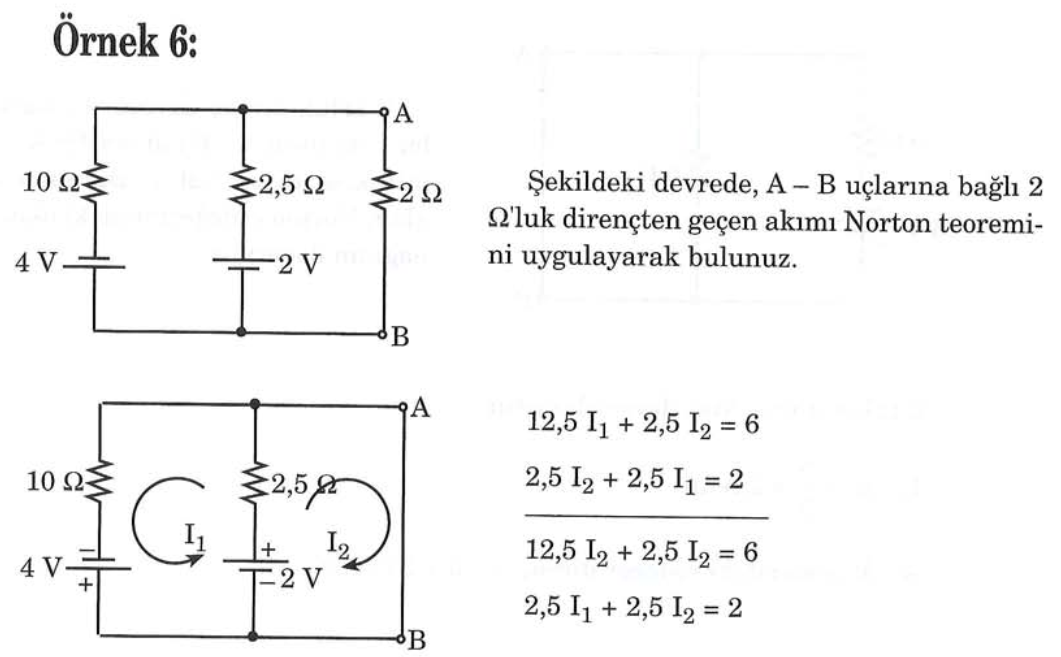 Örnek 6:
A
10 Ω
2,5 Ω
2 Ω
4 V
2 V
B
Şekildeki devrede, A – B uçlarına bağlı 2
Ω'luk dirençten geçen akımı Norton teoremi-
ni uygulayarak bulunuz.
A
10 Ω
2,5 Ω
I₁
I₂
–
4 V
+
+
– 2 V
B
12,5 I₁ + 2,5 I₂ = 6
2,5 I₂ + 2,5 I₁ = 2
12,5 I₂ + 2,5 I₂ = 6
2,5 I₁ + 2,5 I₂ = 2